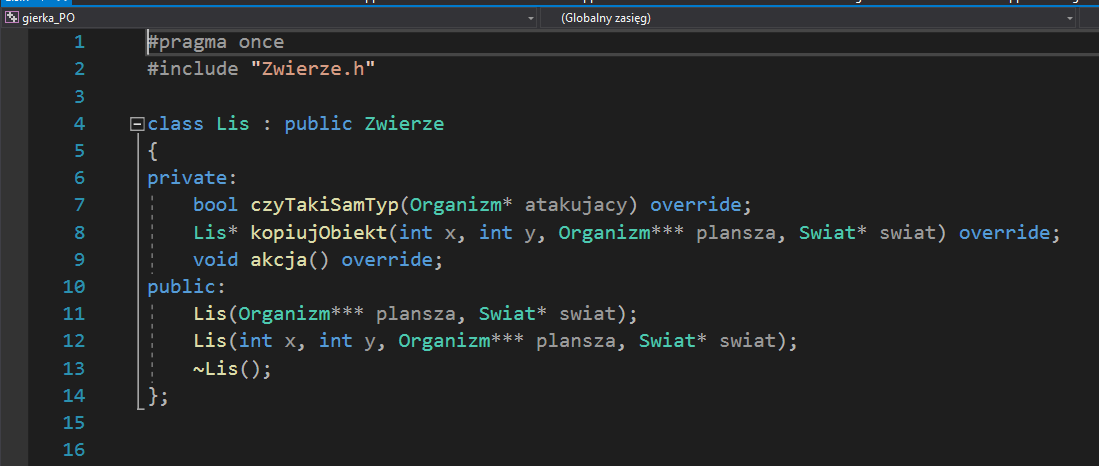 gierka_PO (Globalny zasięg)
1 #pragma once
2 #include "Zwierze.h"
3
4 class Lis : public Zwierze
5 {
6 private:
7 bool czyTakiSamTyp(Organizm* atakujacy) override;
8 Lis* kopiujObiekt(int x, int y, Organizm*** plansza, Swiat* swiat) override;
9 void akcja() override;
10 public:
11 Lis(Organizm*** plansza, Swiat* swiat);
12 Lis(int x, int y, Organizm*** plansza, Swiat* swiat);
13 ~Lis();
14 };
15
16